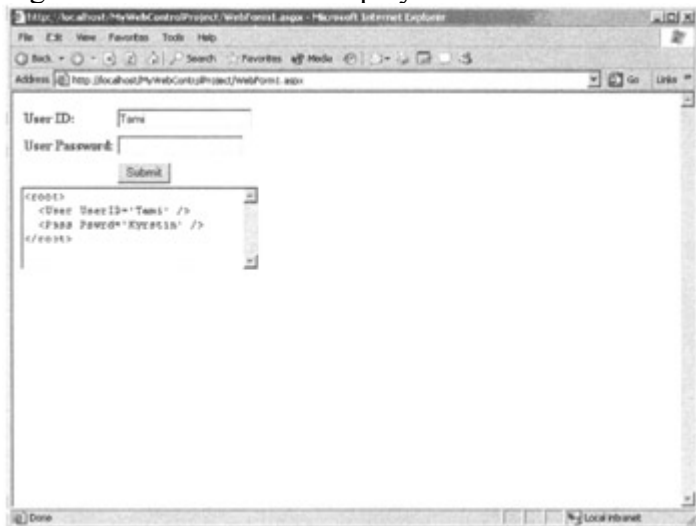 http://localhost/MyWebControlProject/WebForm1.aspx - Microsoft Internet Explorer
File Edit View Favorites Tools Help
Back Search Favorites Media
Address http://localhost/MyWebControlProject/WebForm1.aspx Go Links
User ID: Tami
User Password:
Submit
<root>
<User UserID='Tami' />
<Pass Pswrd='Kyrstin' />
</root>
Done Local intranet